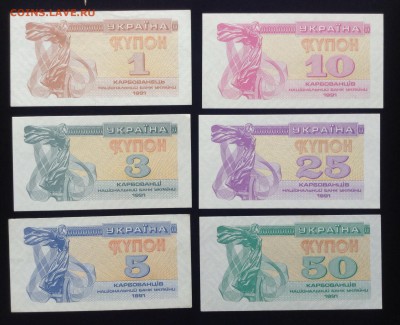 COINS.LAVE.RU
УКРАЇНА
КУПОН
1
КАРБОВАНЕЦЬ
НАЦІОНАЛЬНИЙ БАНК УКРАЇНИ
1991
УКРАЇНА
КУПОН
10
КАРБОВАНЦІВ
НАЦІОНАЛЬНИЙ БАНК УКРАЇНИ
1991
УКРАЇНА
КУПОН
3
КАРБОВАНЦІ
НАЦІОНАЛЬНИЙ БАНК УКРАЇНИ
1991
УКРАЇНА
КУПОН
25
КАРБОВАНЦІВ
НАЦІОНАЛЬНИЙ БАНК УКРАЇНИ
1991
УКРАЇНА
КУПОН
5
КАРБОВАНЦІВ
НАЦІОНАЛЬНИЙ БАНК УКРАЇНИ
1991
УКРАЇНА
КУПОН
50
КАРБОВАНЦІВ
НАЦІОНАЛЬНИЙ БАНК УКРАЇНИ
1991